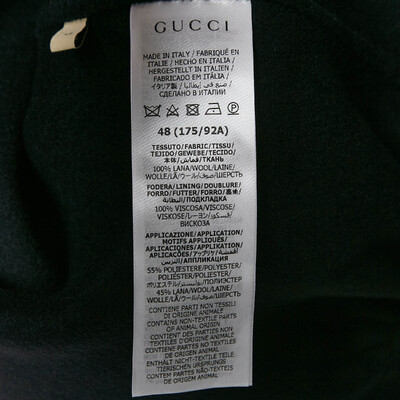 GUCCI
MADE IN ITALY / FABRIQUÉ EN
ITALIE / HECHO EN ITALIA /
HERGESTELLT IN ITALIEN /
FABRICADO EM ITÁLIA /
イタリア製 / صنع في إيطاليا /
СДЕЛАНО В ИТАЛИИ
48 (175/92A)
TESSUTO/FABRIC/TISSU/
TEJIDO/GEWEBE/TECIDO/
本体/قماش/ТКАНЬ
100% LANA/WOOL/LAINE/
WOLLE/LÃ/ウール/صوف/ШЕРСТЬ
FODERA/LINING/DOUBLURE/
FORRO/FUTTER/FORRO/裏地/
البطانة/ПОДКЛАДКА
100% VISCOSA/VISCOSE/
VISKOSE/レーヨン/فسكوز/
ВИСКОЗА
APPLICAZIONE/APPLICATION/
MOTIFS APPLIQUÉS/
APLICACIONES/APPLIKATION/
APLICAÇÕES/アップリケ/أقمشة
التزيين/АППЛИКАЦИЯ
55% POLIESTERE/POLYESTER/
POLIÉSTER/POLYESTER/
ポリエステル/بوليستر/ПОЛИЭСТЕР
45% LANA/WOOL/LAINE/
WOLLE/LÃ/ウール/صوف/ШЕРСТЬ
CONTIENE PARTI NON TESSILI
DI ORIGINE ANIMALE
CONTAINS NON-TEXTILE PARTS
OF ANIMAL ORIGIN
CONTIENT DES PARTIES NON
TEXTILES D'ORIGINE ANIMALE
CONTIENE PARTES NO TEXTILES
DE ORIGEN ANIMAL
ENTHÄLT NICHT-TEXTILE TEILE
TIERISCHEN URSPRUNGS
CONTÉM PARTES NÃO-TÊXTEIS
DE ORIGEM ANIMAL